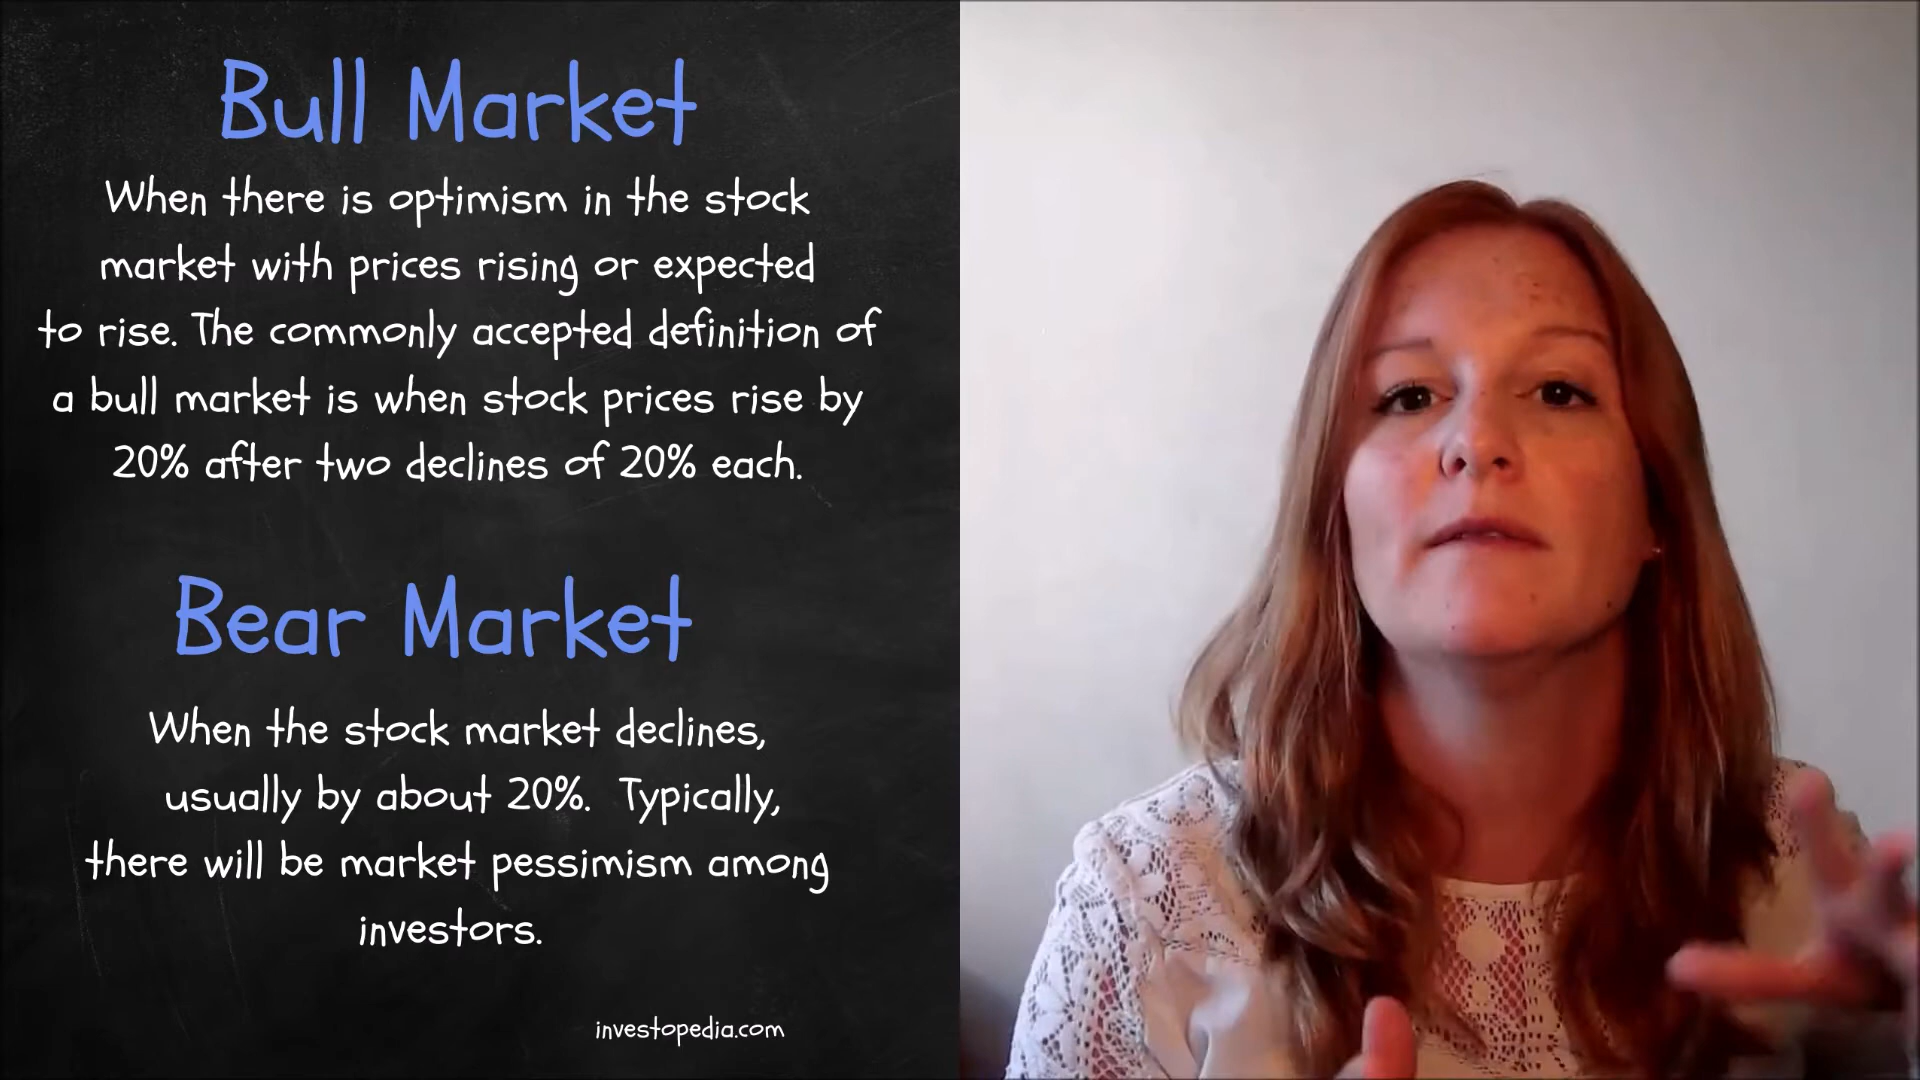 Bull Market
When there is optimism in the stock
market with prices rising or expected
to rise. The commonly accepted definition of
a bull market is when stock prices rise by
20% after two declines of 20% each.
Bear Market
When the stock market declines,
usually by about 20%. Typically,
there will be market pessimism among
investors.
investopedia.com